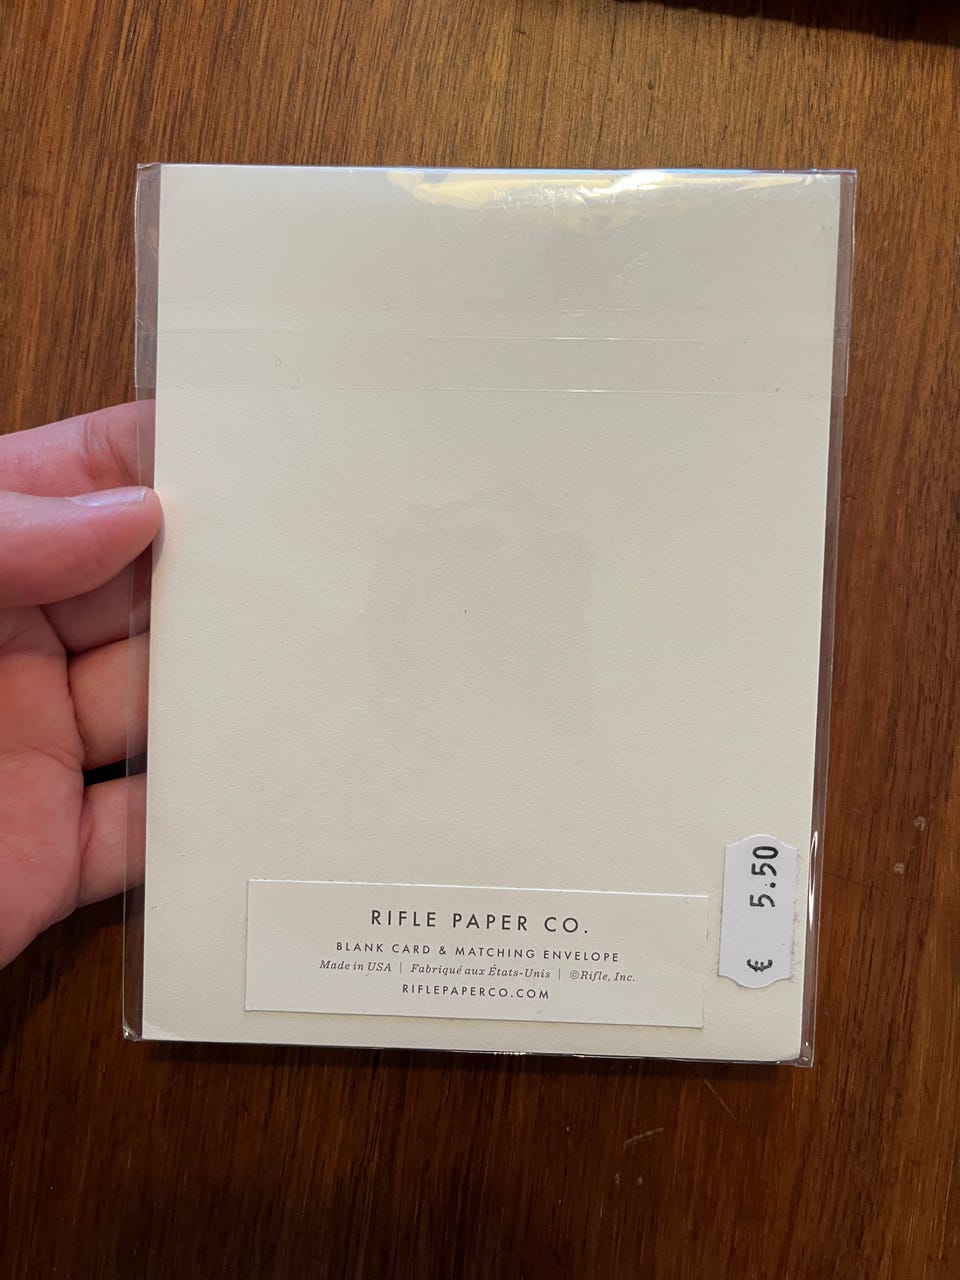 RIFLE PAPER CO.
BLANK CARD & MATCHING ENVELOPE
Made in USA | Fabriqué aux États-Unis | ©Rifle, Inc.
RIFLEPAPERCO.COM
€ 5.50